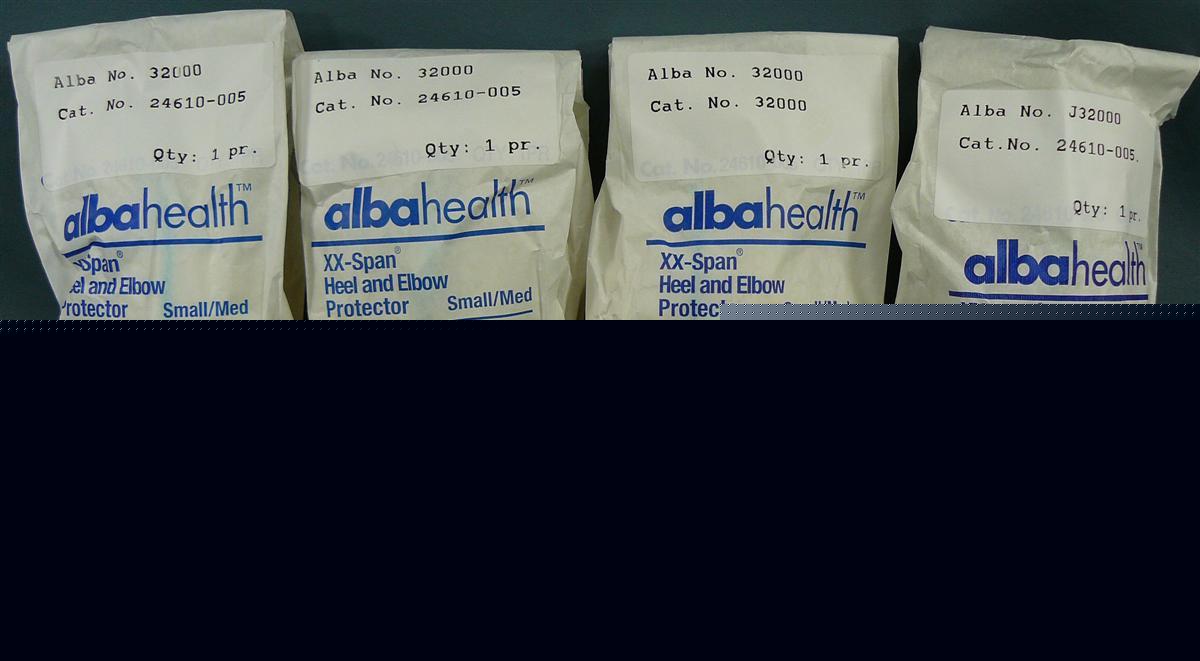 Alba No. 32000
Cat. No. 24610-005
Qty: 1 pr.
albahealth™
Span®
eel and Elbow
rotector Small/Med
Alba No. 32000
Cat. No. 24610-005
Qty: 1 pr.
albahealth™
XX-Span®
Heel and Elbow
Protector Small/Med
Alba No. 32000
Cat. No. 32000
Qty: 1 pr.
albahealth™
XX-Span®
Heel and Elbow
Protec
Alba No. J32000
Cat.No. 24610-005.
Qty: 1 pr.
albahealth™